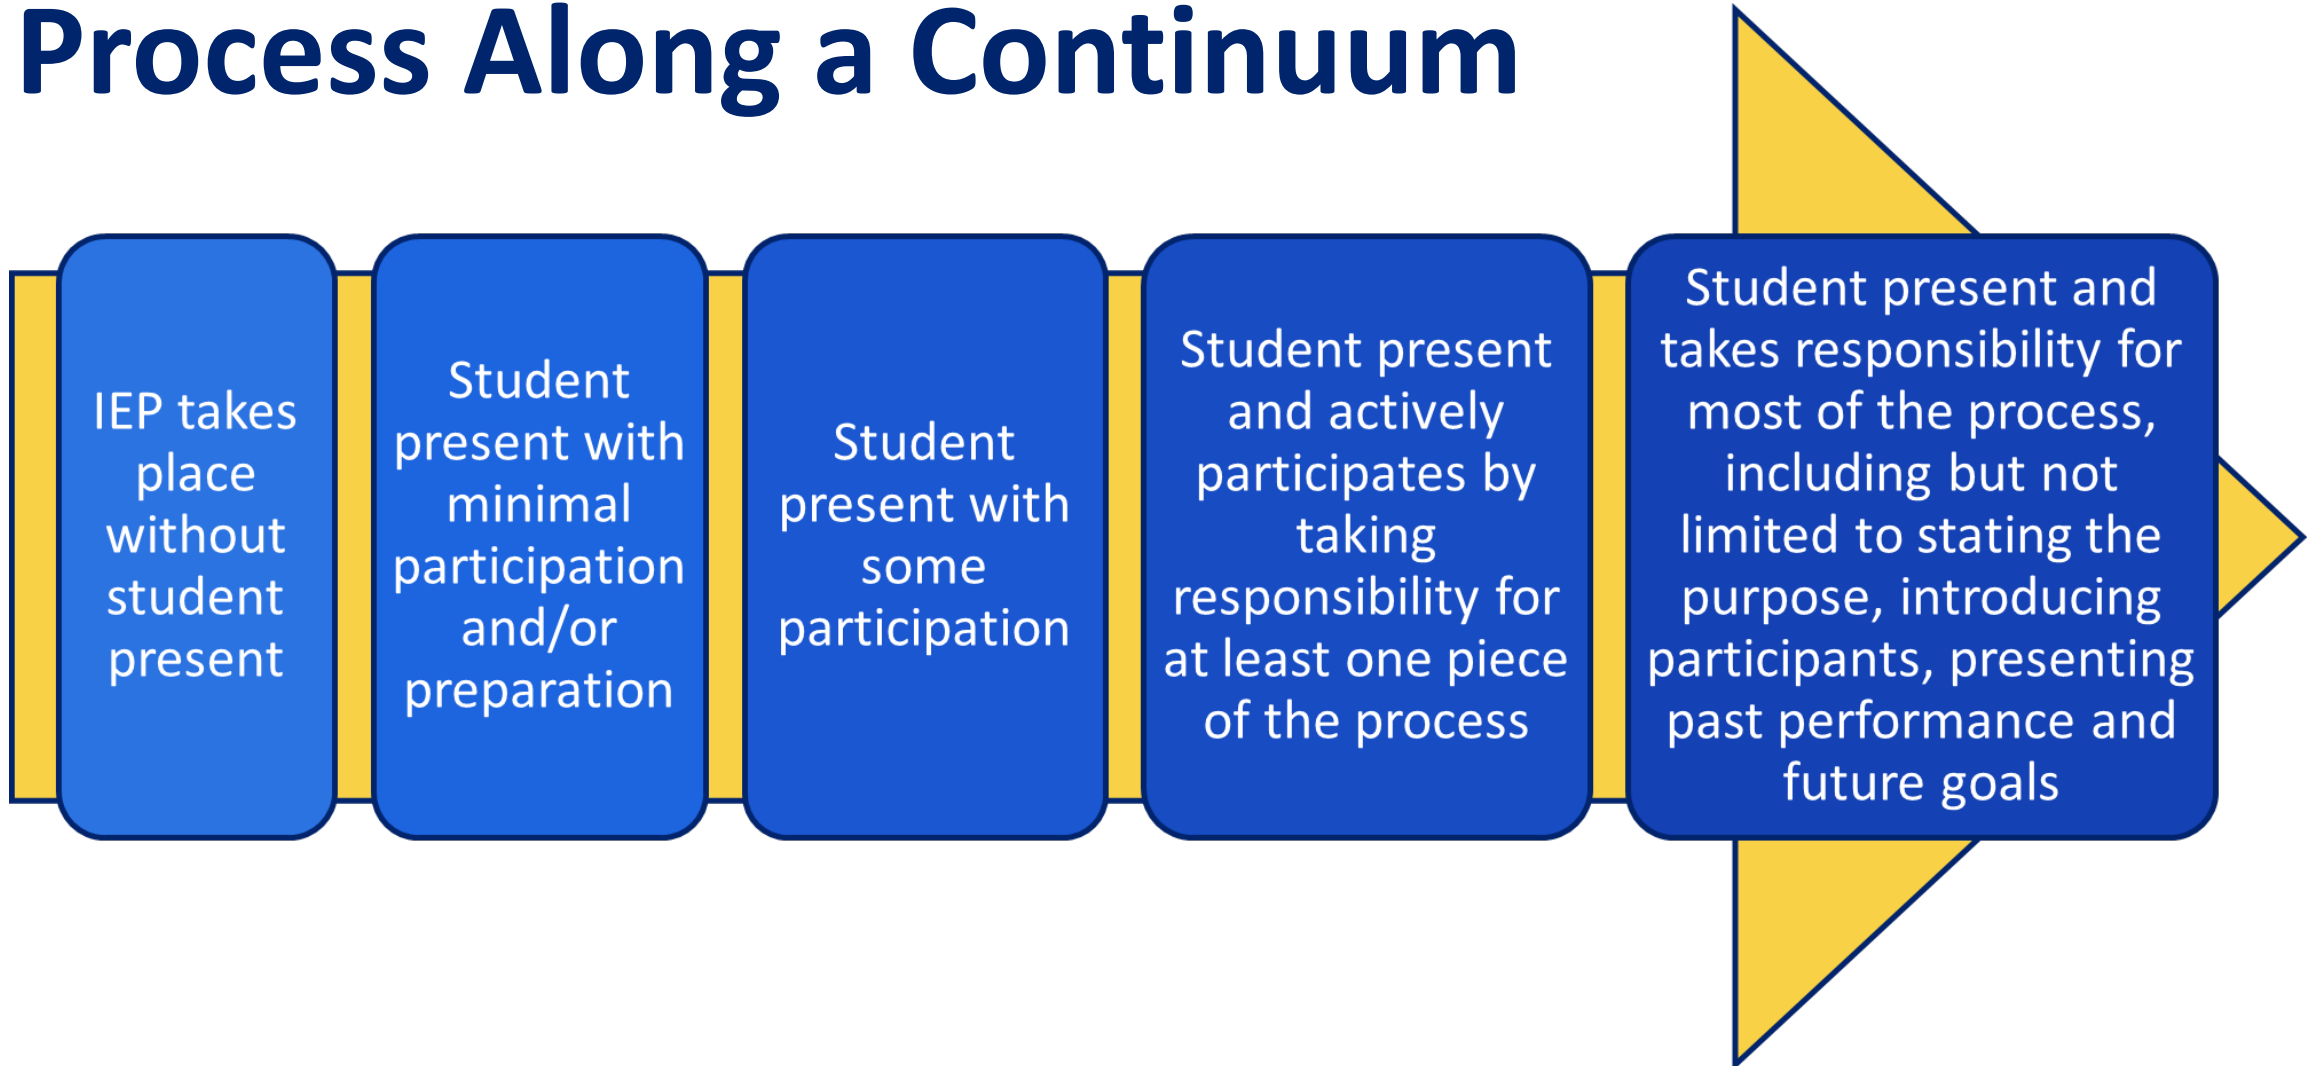 Process Along a Continuum
IEP takes
place
without
student
present
Student
present with
minimal
participation
and/or
preparation
Student
present with
some
participation
Student present
and actively
participates by
taking
responsibility for
at least one piece
of the process
Student present and
takes responsibility for
most of the process,
including but not
limited to stating the
purpose, introducing
participants, presenting
past performance and
future goals